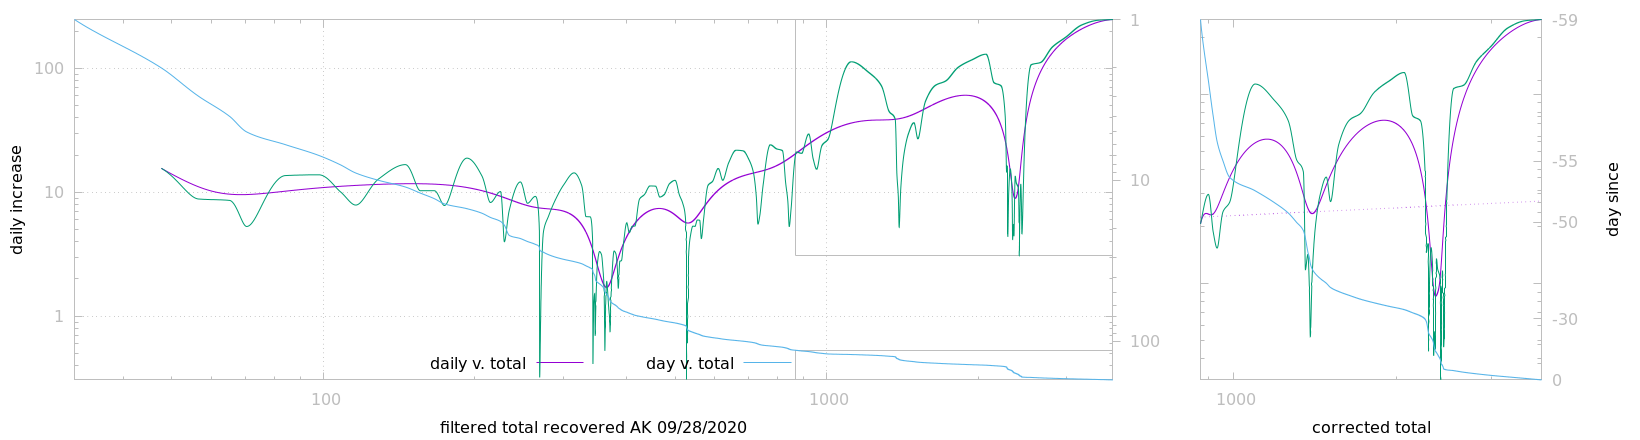 daily increase
100
10
1
100
1000
1
10
100
daily v. total
day v. total
filtered total recovered AK 09/28/2020
1000
corrected total
-59
-55
-50
-30
0
day since